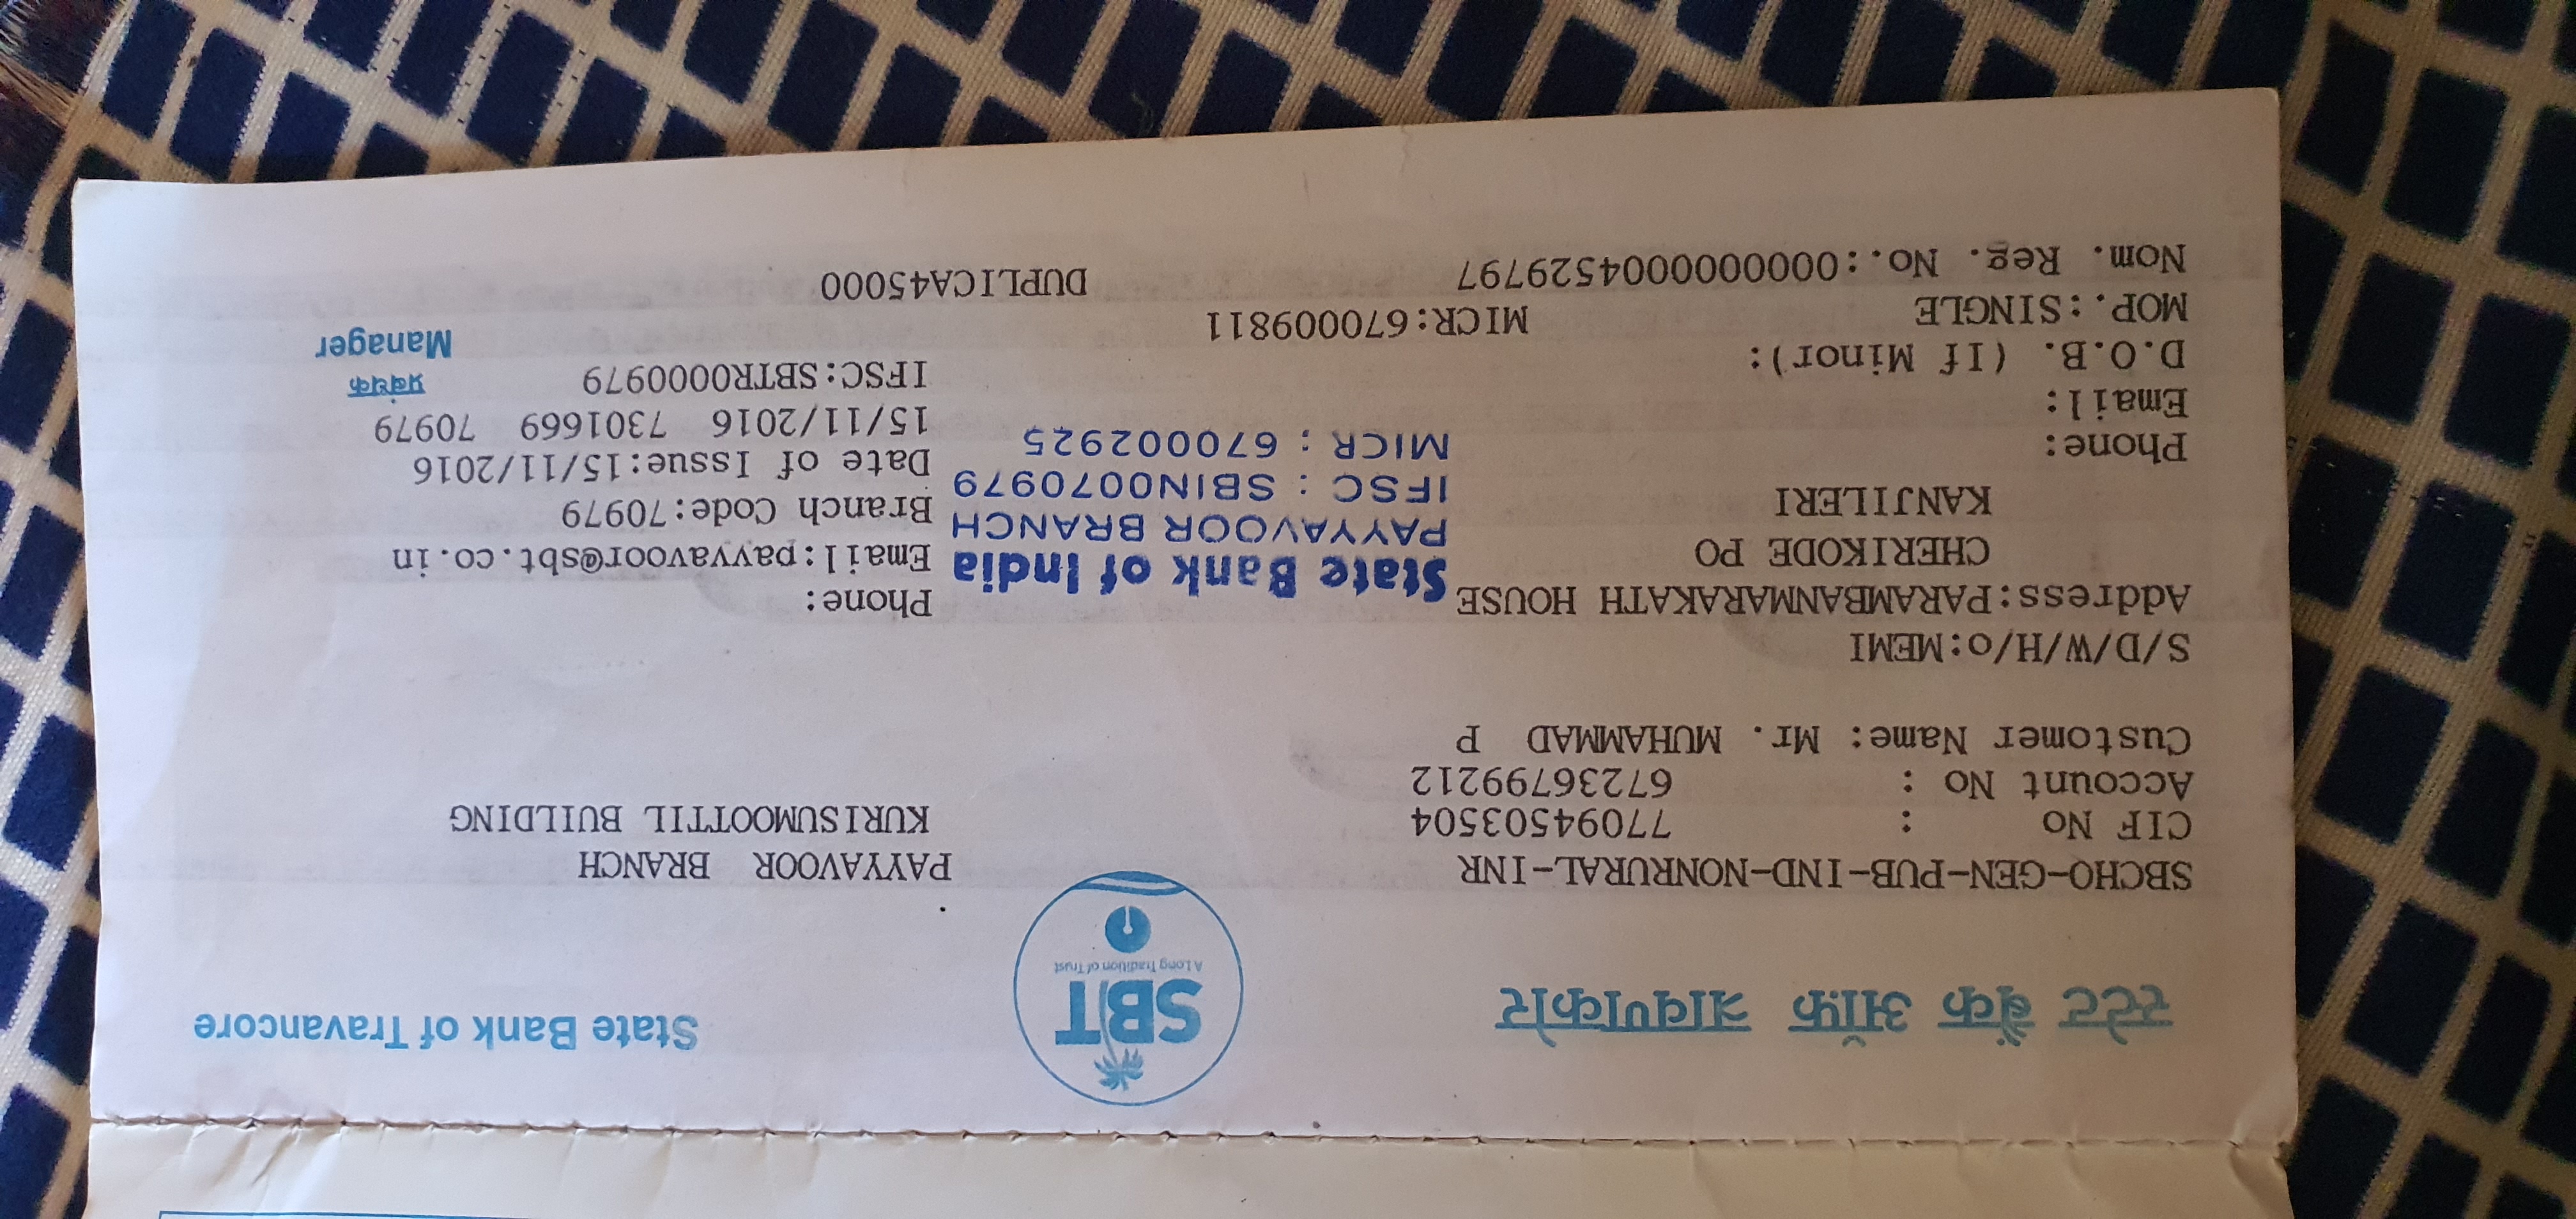 स्टेट बैंक ऑफ़ त्रावणकोर
SBT
A Long Tradition of Trust
State Bank of Travancore
SBCHO-GEN-PUB-IND-NONRURAL-INR
CIF No : 77094503504
Account No : 67236799212
Customer Name: Mr. MUHAMMAD P
S/D/W/H/o:MEMI
Address:PARAMBANMARAKATH HOUSE
CHERIKODE PO
KANJILERI
Phone:
Email:
D.O.B. (If Minor):
MOP.:SINGLE
MICR:670009811
Nom. Reg. No.:0000000004529797
DUPLICA45000
State Bank of India
PAYYAVOOR BRANCH
IFSC : SBIN0070979
MICR : 670002925
PAYYAVOOR BRANCH
KURISUMOOTTIL BUILDING
Phone:
Email:payyavoor@sbt.co.in
Branch Code:70979
Date of Issue:15/11/2016
15/11/2016 7301669 70979
IFSC:SBTR0000979
प्रबंधक
Manager